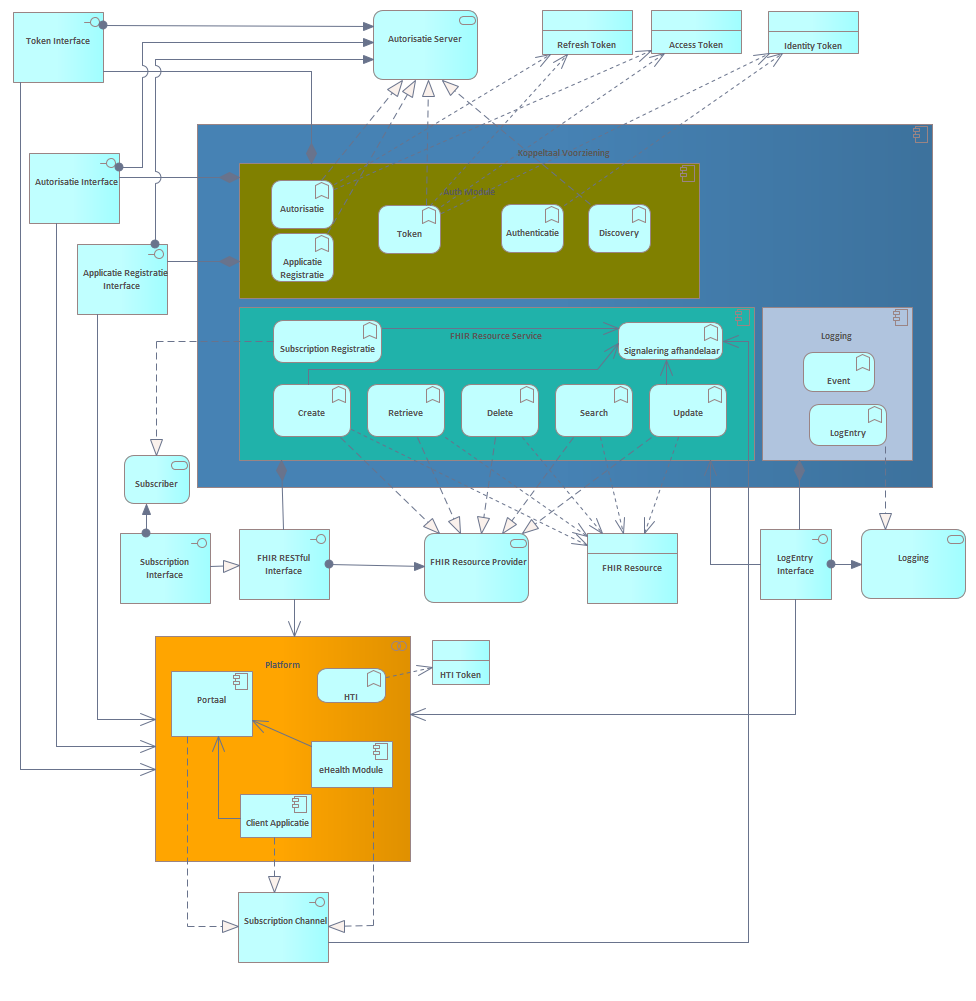 Token Interface
Autorisatie Server
Refresh Token
Access Token
Identity Token
Koppeltaal Voorziening
Autorisatie Interface
Auth Module
Autorisatie
Token
Authenticatie
Discovery
Applicatie
Registratie
Applicatie Registratie
Interface
Subscription Registratie
FHIR Resource Service
Signalering afhandelaar
Logging
Event
Create
Retrieve
Delete
Search
Update
LogEntry
Subscriber
Subscription
Interface
FHIR RESTful
Interface
FHIR Resource Provider
FHIR Resource
LogEntry
Interface
Logging
Platform
HTI Token
Portaal
HTI
eHealth Module
Client Applicatie
Subscription Channel